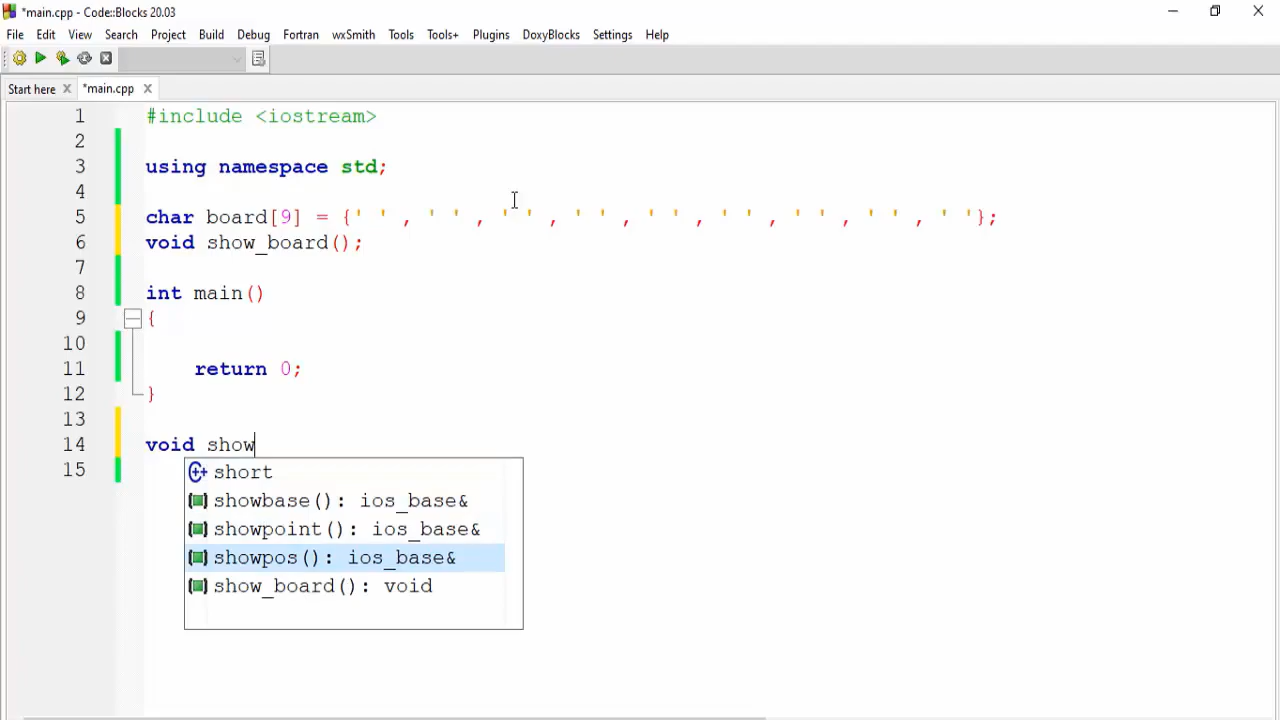 *main.cpp - Code::Blocks 20.03
File Edit View Search Project Build Debug Fortran wxSmith Tools Tools+ Plugins DoxyBlocks Settings Help
Start here *main.cpp
1 #include <iostream>
2
3 using namespace std;
4
5 char board[9] = {' ' , ' ' , ' ' , ' ' , ' ' , ' ' , ' ' , ' ' , ' '};
6 void show_board();
7
8 int main()
9 {
10
11 return 0;
12 }
13
14 void show
15
short
showbase(): ios_base&
showpoint(): ios_base&
showpos(): ios_base&
show_board(): void